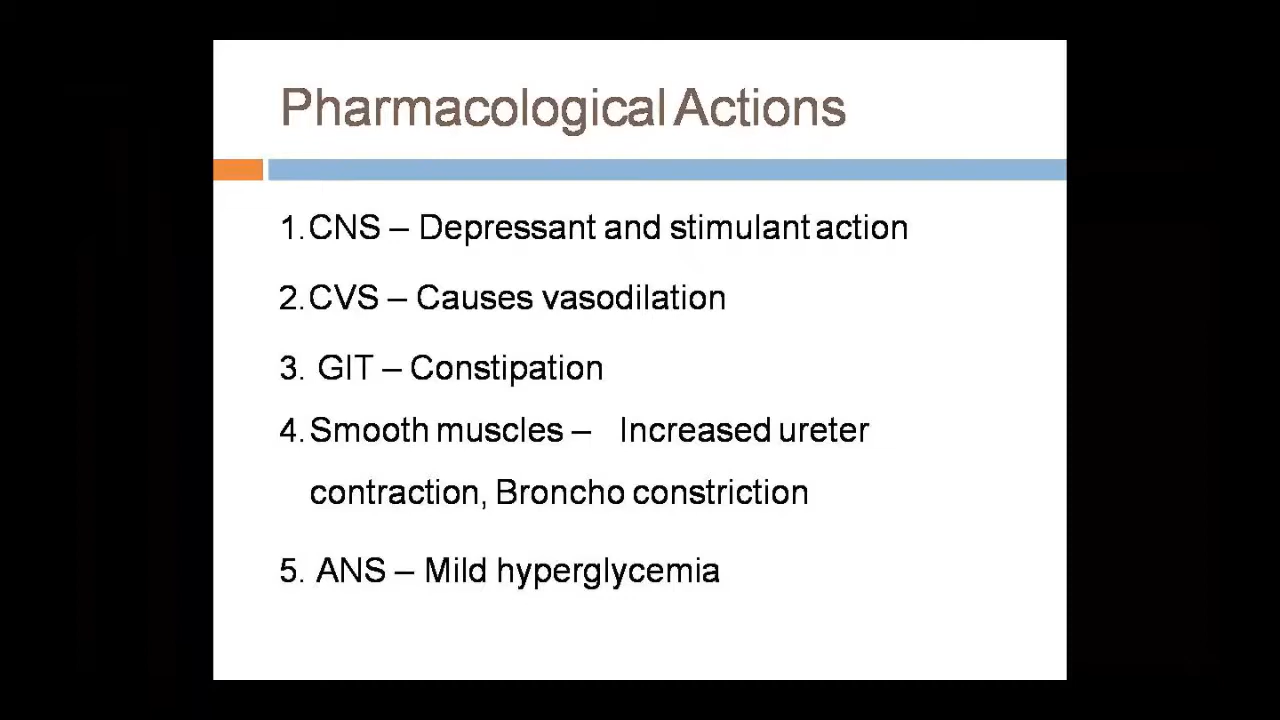 Pharmacological Actions
1. CNS – Depressant and stimulant action
2. CVS – Causes vasodilation
3. GIT – Constipation
4. Smooth muscles – Increased ureter
contraction, Broncho constriction
5. ANS – Mild hyperglycemia